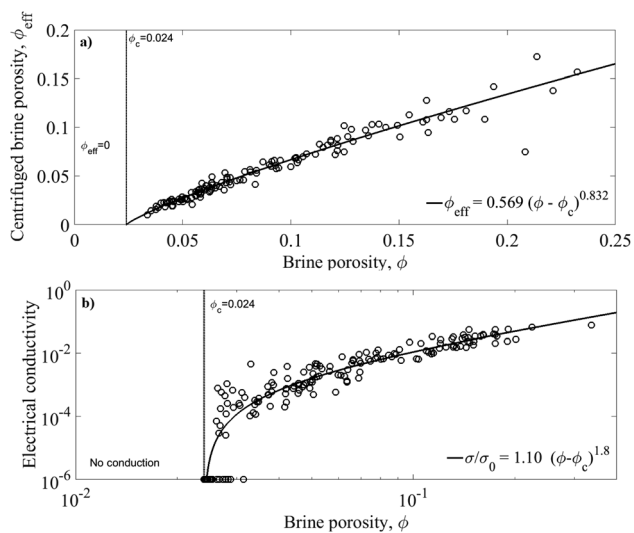 Centrifuged brine porosity, ϕeff
0.2
0.15
0.1
0.05
0
a)
ϕc=0.024
ϕeff=0
ϕeff = 0.569 (ϕ - ϕc)^0.832
0 0.05 0.1 0.15 0.2 0.25
Brine porosity, ϕ
Electrical conductivity
10^0
10^-2
10^-4
10^-6
b)
ϕc=0.024
No conduction
σ/σ0 = 1.10 (ϕ-ϕc)^1.8
10^-2 10^-1
Brine porosity, ϕ